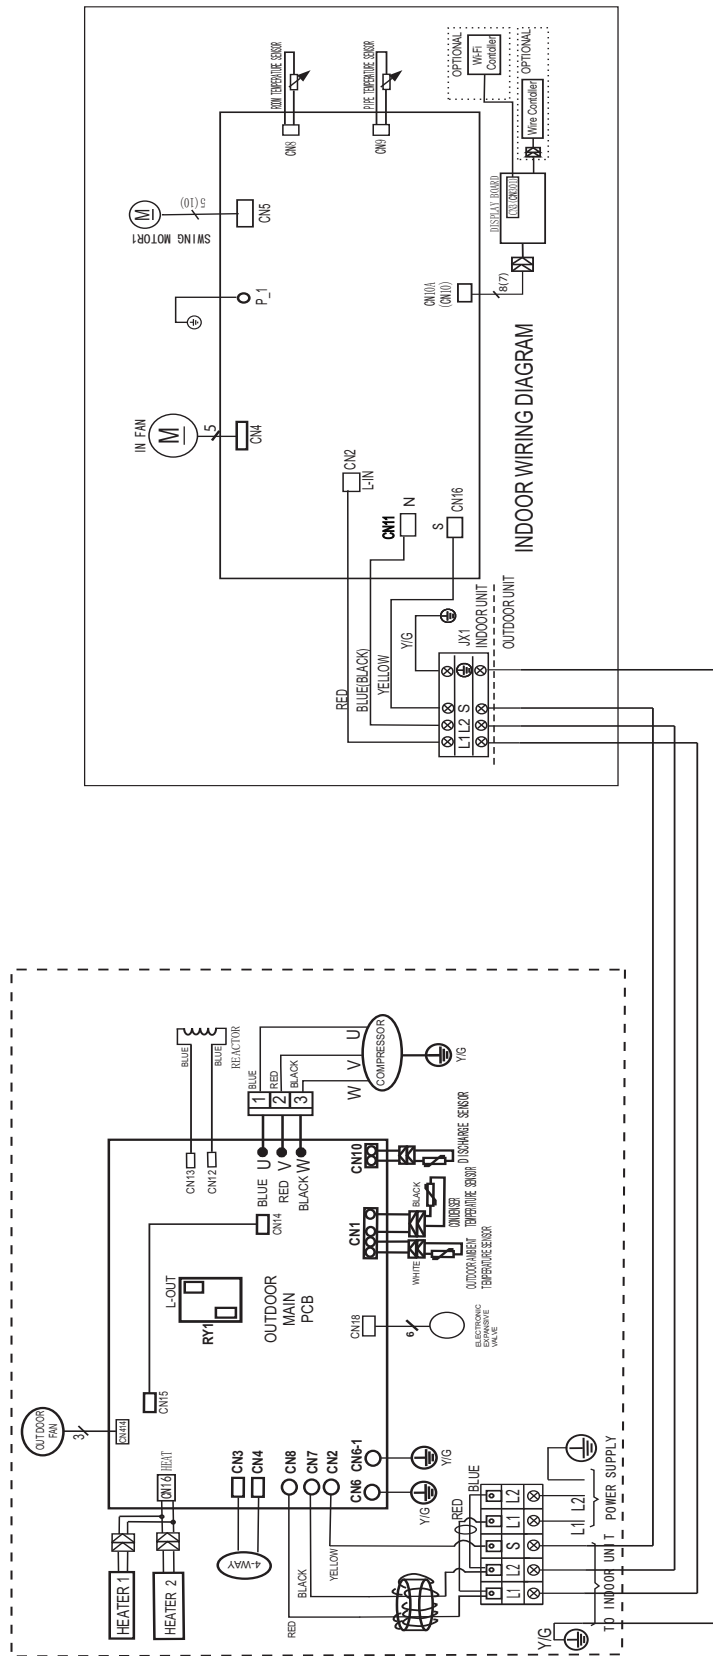 OPTIONAL
Wi-Fi
Contoller
OPTIONAL
Wire Contoller
ROOM TEMPERATURE SENSOR
PIPE TEMPERATURE SENSOR
CN8
CN9
DISPLAY BOARD
5(10)
SWING MOTOR1
M
CN5
P_1
CN10A
(CN10)
8(7)
IN FAN
M
5
CN4
CN2
L-IN
CN11
N
S
CN16
INDOOR WIRING DIAGRAM
RED
BLUE(BLACK)
YELLOW
Y/G
JX1
INDOOR UNIT
OUTDOOR UNIT
L1 L2 S
BLUE
BLUE
REACTOR
CN13
CN12
BLUE
RED
BLACK
1
2
3
U
V
W
COMPRESSOR
Y/G
BLUE U
RED V
BLACK W
CN14
CN10
DISCHARGE SENSOR
CN1
BLACK
CONDENSER
TEMPERATURE SENSOR
WHITE
OUTDOOR AMBIENT
TEMPERATURE SENSOR
L-OUT
RY1
OUTDOOR
MAIN
PCB
CN18
6
ELECTRONIC
EXPANSIVE
VALVE
OUTDOOR
FAN
3
CN414
CN15
CN16
HEAT
HEATER 1
HEATER 2
CN3
CN4
4-WAY
CN8
CN7
CN2
CN6
CN6-1
Y/G
Y/G
RED
BLACK
YELLOW
RED
BLUE
L1
L2
S
L1
L2
L1
L2
POWER SUPPLY
TO INDOOR UNIT
Y/G